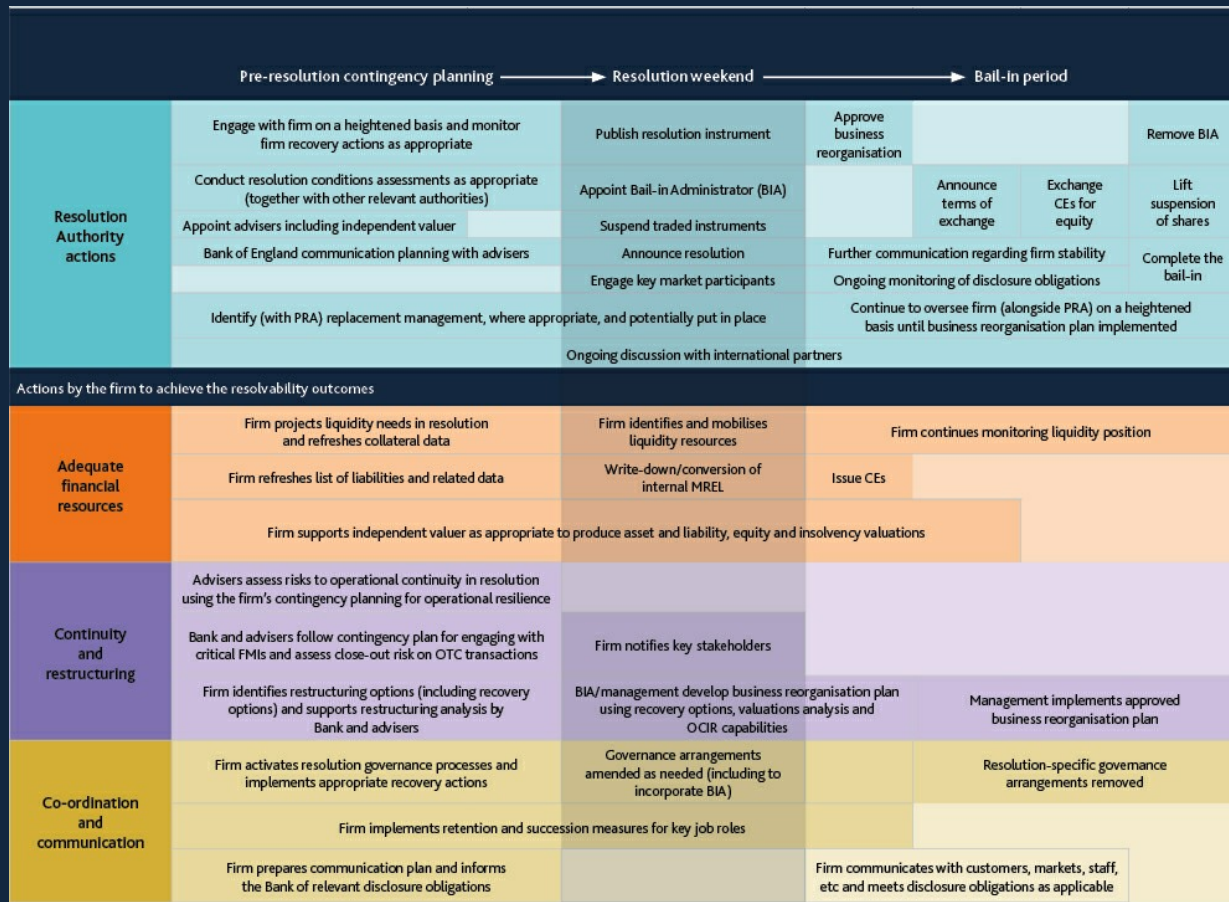 Pre-resolution contingency planning
Resolution weekend
Bail-in period
Resolution
Authority
actions
Engage with firm on a heightened basis and monitor
firm recovery actions as appropriate
Publish resolution instrument
Approve
business
reorganisation
Remove BIA
Conduct resolution conditions assessments as appropriate
(together with other relevant authorities)
Appoint Bail-in Administrator (BIA)
Announce
terms of
exchange
Exchange
CEs for
equity
Lift
suspension
of shares
Appoint advisers including independent valuer
Suspend traded instruments
Bank of England communication planning with advisers
Announce resolution
Further communication regarding firm stability
Complete the
bail-in
Engage key market participants
Ongoing monitoring of disclosure obligations
Identify (with PRA) replacement management, where appropriate, and potentially put in place
Continue to oversee firm (alongside PRA) on a heightened
basis until business reorganisation plan implemented
Ongoing discussion with international partners
Actions by the firm to achieve the resolvability outcomes
Adequate
financial
resources
Firm projects liquidity needs in resolution
and refreshes collateral data
Firm identifies and mobilises
liquidity resources
Firm continues monitoring liquidity position
Firm refreshes list of liabilities and related data
Write-down/conversion of
internal MREL
Issue CEs
Firm supports independent valuer as appropriate to produce asset and liability, equity and insolvency valuations
Continuity
and
restructuring
Advisers assess risks to operational continuity in resolution
using the firm's contingency planning for operational resilience
Bank and advisers follow contingency plan for engaging with
critical FMIs and assess close-out risk on OTC transactions
Firm notifies key stakeholders
Firm identifies restructuring options (including recovery
options) and supports restructuring analysis by
Bank and advisers
BIA/management develop business reorganisation plan
using recovery options, valuations analysis and
OCIR capabilities
Management implements approved
business reorganisation plan
Co-ordination
and
communication
Firm activates resolution governance processes and
implements appropriate recovery actions
Governance arrangements
amended as needed (including to
incorporate BIA)
Resolution-specific governance
arrangements removed
Firm implements retention and succession measures for key job roles
Firm prepares communication plan and informs
the Bank of relevant disclosure obligations
Firm communicates with customers, markets, staff,
etc and meets disclosure obligations as applicable